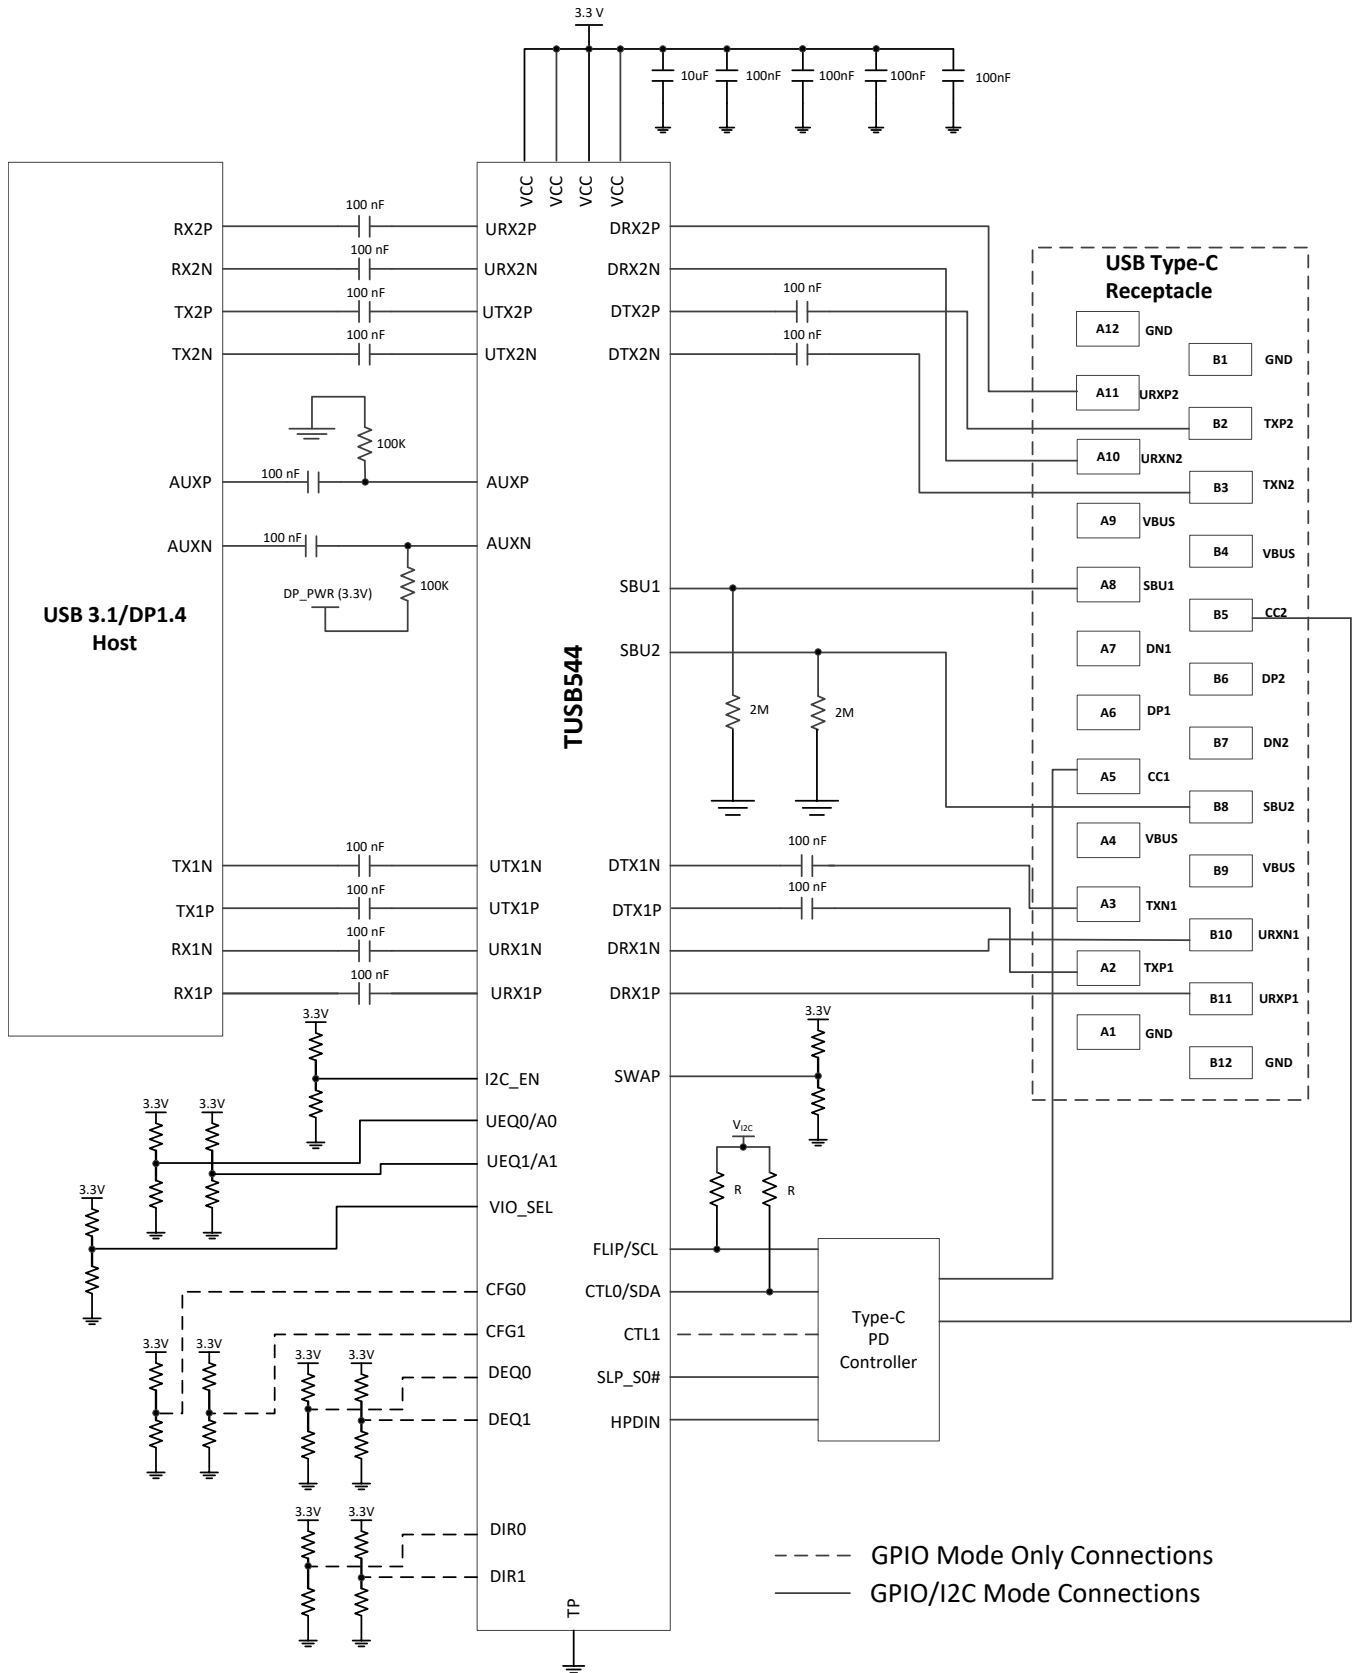 3.3 V
10uF 100nF 100nF 100nF 100nF
VCC VCC VCC VCC
RX2P 100 nF URX2P DRX2P
RX2N 100 nF URX2N DRX2N
TX2P 100 nF UTX2P DTX2P 100 nF
TX2N 100 nF UTX2N DTX2N 100 nF
100K
AUXP 100 nF AUXP
AUXN 100 nF AUXN
DP_PWR (3.3V) 100K
USB 3.1/DP1.4
Host
TUSB544
SBU1
SBU2
2M 2M
TX1N 100 nF UTX1N DTX1N 100 nF
TX1P 100 nF UTX1P DTX1P 100 nF
RX1N 100 nF URX1N DRX1N
RX1P 100 nF URX1P DRX1P
USB Type-C
Receptacle
A12 GND
B1 GND
A11 URXP2
B2 TXP2
A10 URXN2
B3 TXN2
A9 VBUS
B4 VBUS
A8 SBU1
B5 CC2
A7 DN1
B6 DP2
A6 DP1
B7 DN2
A5 CC1
B8 SBU2
A4 VBUS
B9 VBUS
A3 TXN1
B10 URXN1
A2 TXP1
B11 URXP1
A1 GND
B12 GND
3.3V I2C_EN
SWAP 3.3V
3.3V 3.3V UEQ0/A0
UEQ1/A1
3.3V VIO_SEL
VI2C
R R
FLIP/SCL
CFG0 CTL0/SDA
CFG1 CTL1
3.3V 3.3V
3.3V 3.3V DEQ0 SLP_S0#
DEQ1 HPDIN
Type-C
PD
Controller
3.3V 3.3V
DIR0
DIR1
TP
GPIO Mode Only Connections
GPIO/I2C Mode Connections